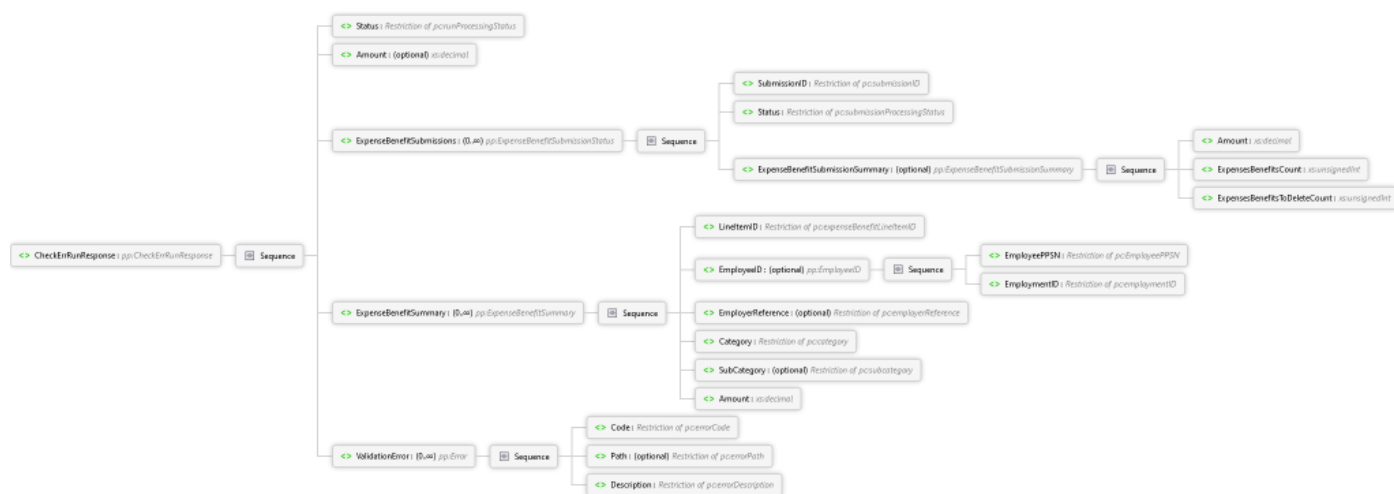 <> Status : Restriction of pc:runProcessingStatus
<> Amount : (optional) xs:decimal
<> SubmissionID : Restriction of pc:submissionID
<> Status : Restriction of pc:submissionProcessingStatus
<> ExpenseBenefitSubmissions : (0..∞) pp:ExpenseBenefitSubmissionStatus
Sequence
<> ExpenseBenefitSubmissionSummary : (optional) pp:ExpenseBenefitSubmissionSummary
Sequence
<> Amount : xs:decimal
<> ExpensesBenefitsCount : xs:unsignedInt
<> ExpensesBenefitsToDeleteCount : xs:unsignedInt
<> CheckErrRunResponse : pp:CheckErrRunResponse
Sequence
<> ExpenseBenefitSummary : (0..∞) pp:ExpenseBenefitSummary
Sequence
<> LineItemID : Restriction of pc:expenseBenefitLineItemID
<> EmployeeID : (optional) pp:EmployeeID
Sequence
<> EmployeePPSN : Restriction of pc:EmployeePPSN
<> EmploymentID : Restriction of pc:employmentID
<> EmployerReference : (optional) Restriction of pc:employerReference
<> Category : Restriction of pc:category
<> SubCategory : (optional) Restriction of pc:subcategory
<> Amount : xs:decimal
<> ValidationError : (0..∞) pp:Error
Sequence
<> Code : Restriction of pc:errorCode
<> Path : (optional) Restriction of pc:errorPath
<> Description : Restriction of pc:errorDescription